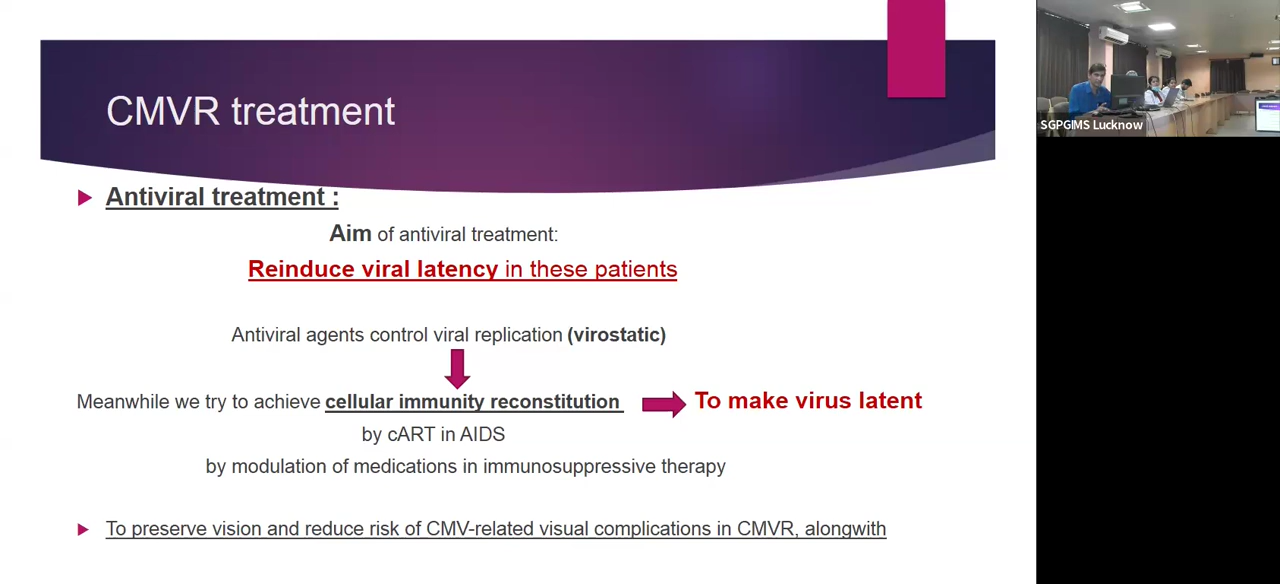 CMVR treatment
SGPGIMS Lucknow
Antiviral treatment :
Aim of antiviral treatment:
Reinduce viral latency in these patients
Antiviral agents control viral replication (virostatic)
Meanwhile we try to achieve cellular immunity reconstitution To make virus latent
by cART in AIDS
by modulation of medications in immunosuppressive therapy
To preserve vision and reduce risk of CMV-related visual complications in CMVR, alongwith